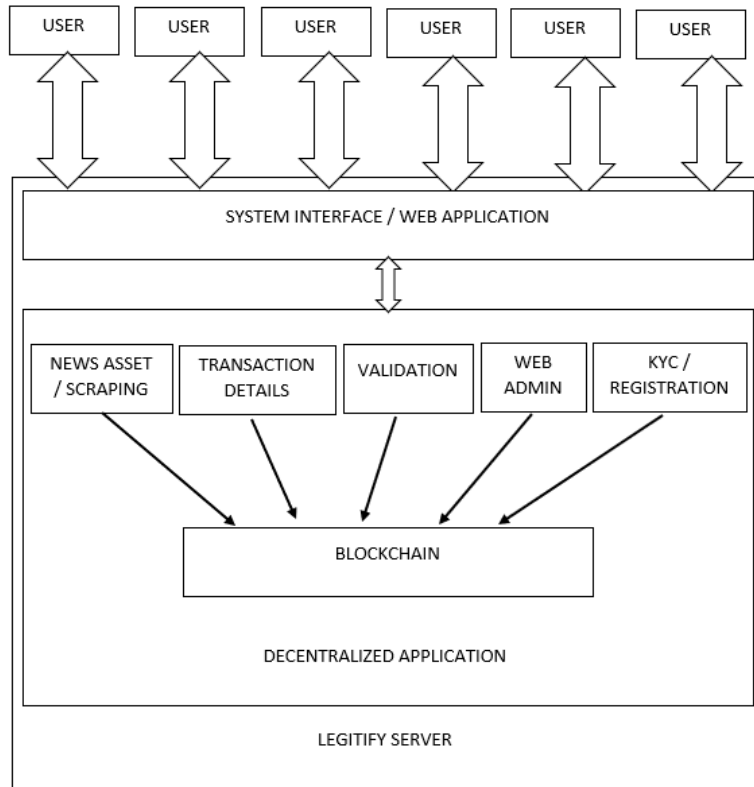 USER
USER
USER
USER
USER
USER
SYSTEM INTERFACE / WEB APPLICATION
NEWS ASSET
/ SCRAPING
TRANSACTION
DETAILS
VALIDATION
WEB
ADMIN
KYC /
REGISTRATION
BLOCKCHAIN
DECENTRALIZED APPLICATION
LEGITIFY SERVER